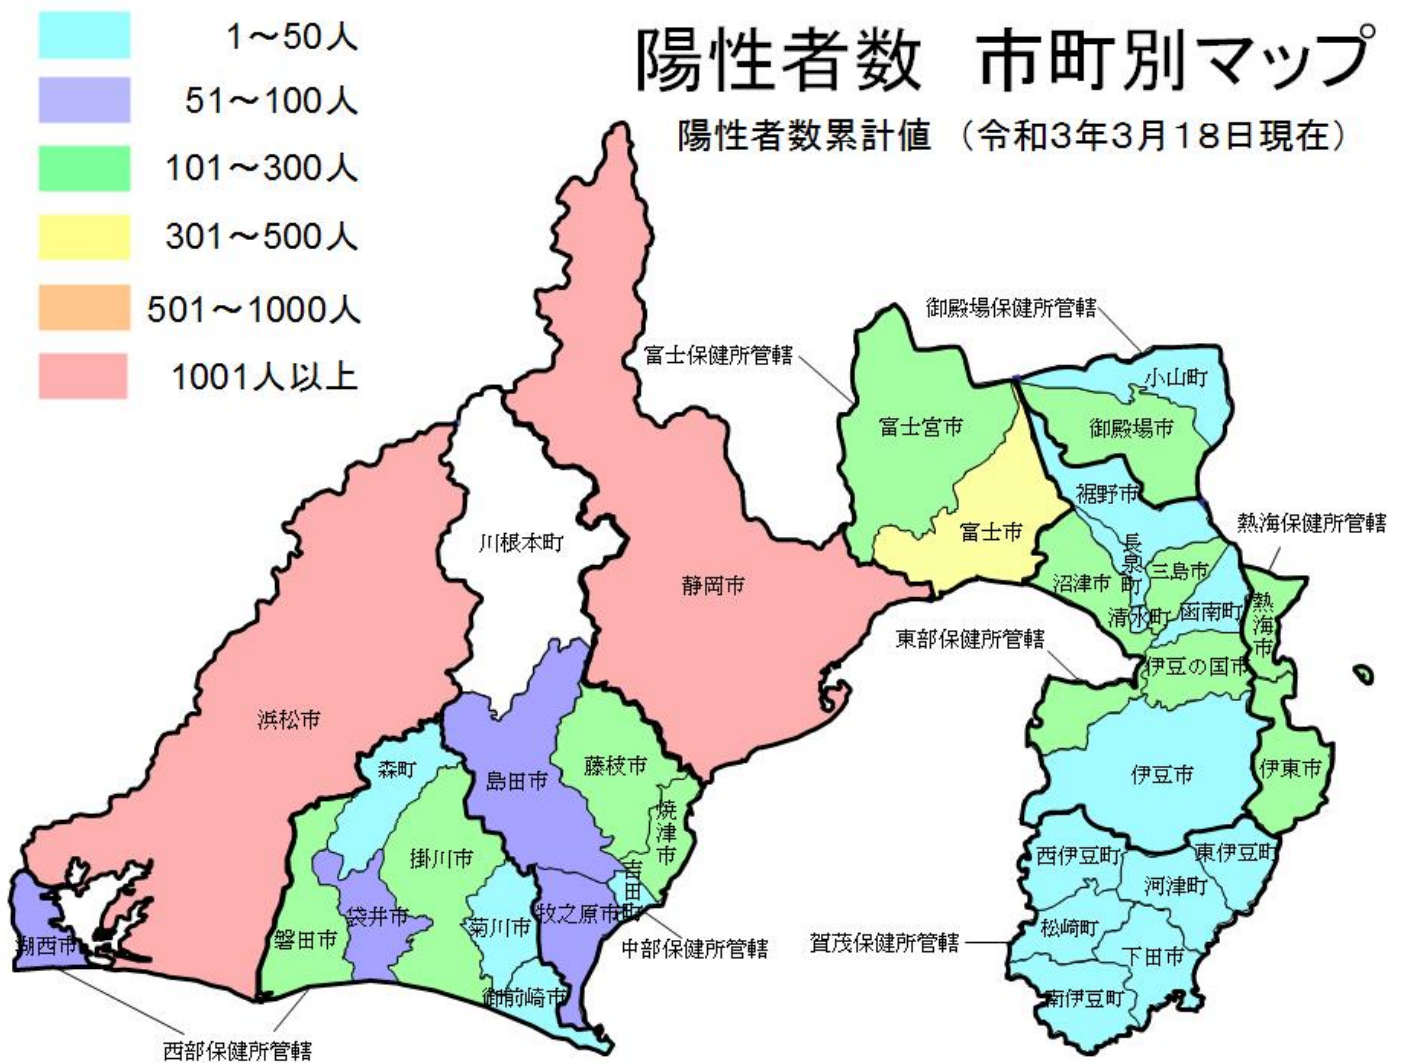 陽性者数 市町別マップ
陽性者数累計値 （令和3年3月18日現在）
1～50人
51～100人
101～300人
301～500人
501～1000人
1001人以上
御殿場保健所管轄
富士保健所管轄
小山町
富士宮市
御殿場市
裾野市
熱海保健所管轄
富士市
川根本町
長泉町
三島市
沼津市
静岡市
清水町
函南町
熱海市
東部保健所管轄
伊豆の国市
浜松市
森町
島田市
藤枝市
伊豆市
伊東市
焼津市
掛川市
西伊豆町
東伊豆町
吉田町
河津町
湖西市
磐田市
袋井市
菊川市
牧之原市
中部保健所管轄
賀茂保健所管轄
松崎町
下田市
御前崎市
南伊豆町
西部保健所管轄